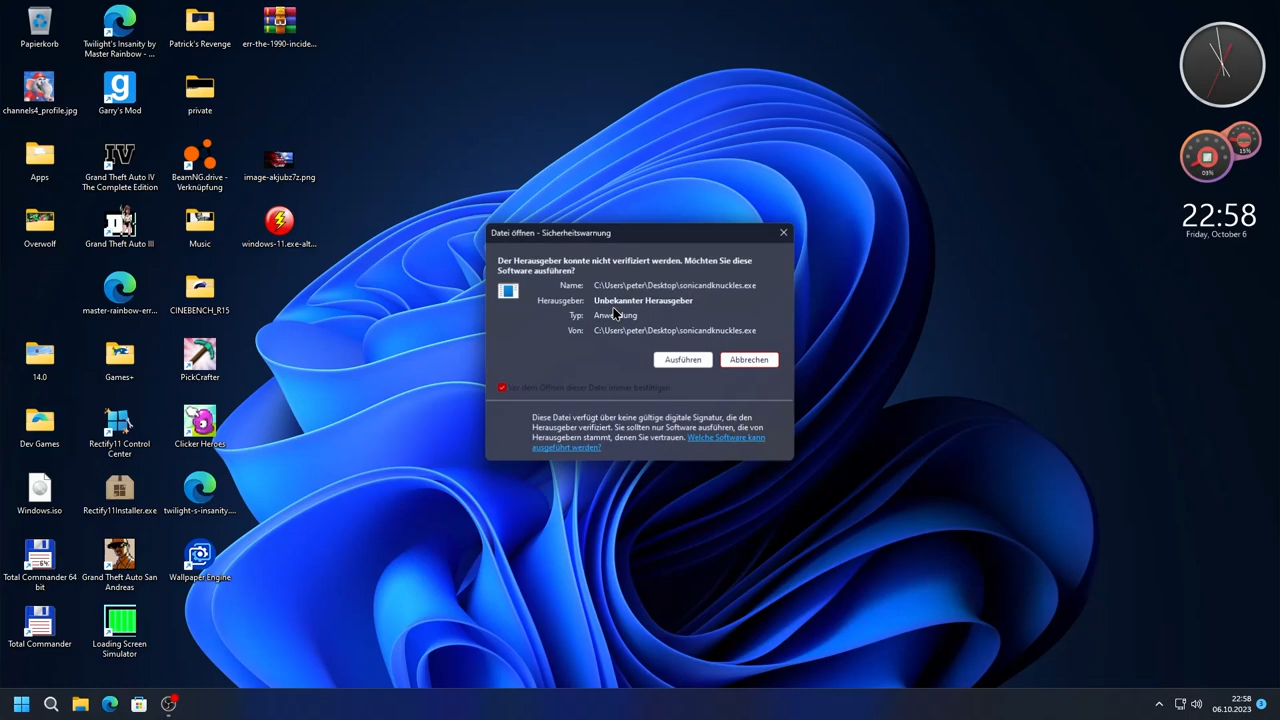 Papierkorb
Twilight's Insanity by
Master Rainbow - ...
Patrick's Revenge
err-the-1990-incide...
channels4_profile.jpg
Garry's Mod
private
Apps
Grand Theft Auto IV
The Complete Edition
BeamNG.drive -
Verknüpfung
image-akjubz7z.png
Overwolf
Grand Theft Auto III
Music
windows-11.exe-alt...
master-rainbow-err...
CINEBENCH_R15
14.0
Games+
PickCrafter
Dev Games
Rectify11 Control
Center
Clicker Heroes
Windows.iso
Rectify11Installer.exe
twilight-s-insanity....
Total Commander 64
bit
Grand Theft Auto San
Andreas
Wallpaper Engine
Total Commander
Loading Screen
Simulator
Datei öffnen - Sicherheitswarnung
Der Herausgeber konnte nicht verifiziert werden. Möchten Sie diese
Software ausführen?
Name: C:\Users\peter\Desktop\sonicandknuckles.exe
Herausgeber: Unbekannter Herausgeber
Typ: Anwendung
Von: C:\Users\peter\Desktop\sonicandknuckles.exe
Ausführen
Abbrechen
Vor dem Öffnen dieser Datei immer bestätigen
Diese Datei verfügt über keine gültige digitale Signatur, die den
Herausgeber verifiziert. Sie sollten nur Software ausführen, die von
Herausgebern stammt, denen Sie vertrauen. Welche Software kann
ausgeführt werden?
15%
03%
22:58
Friday, October 6
22:58
06.10.2023
3